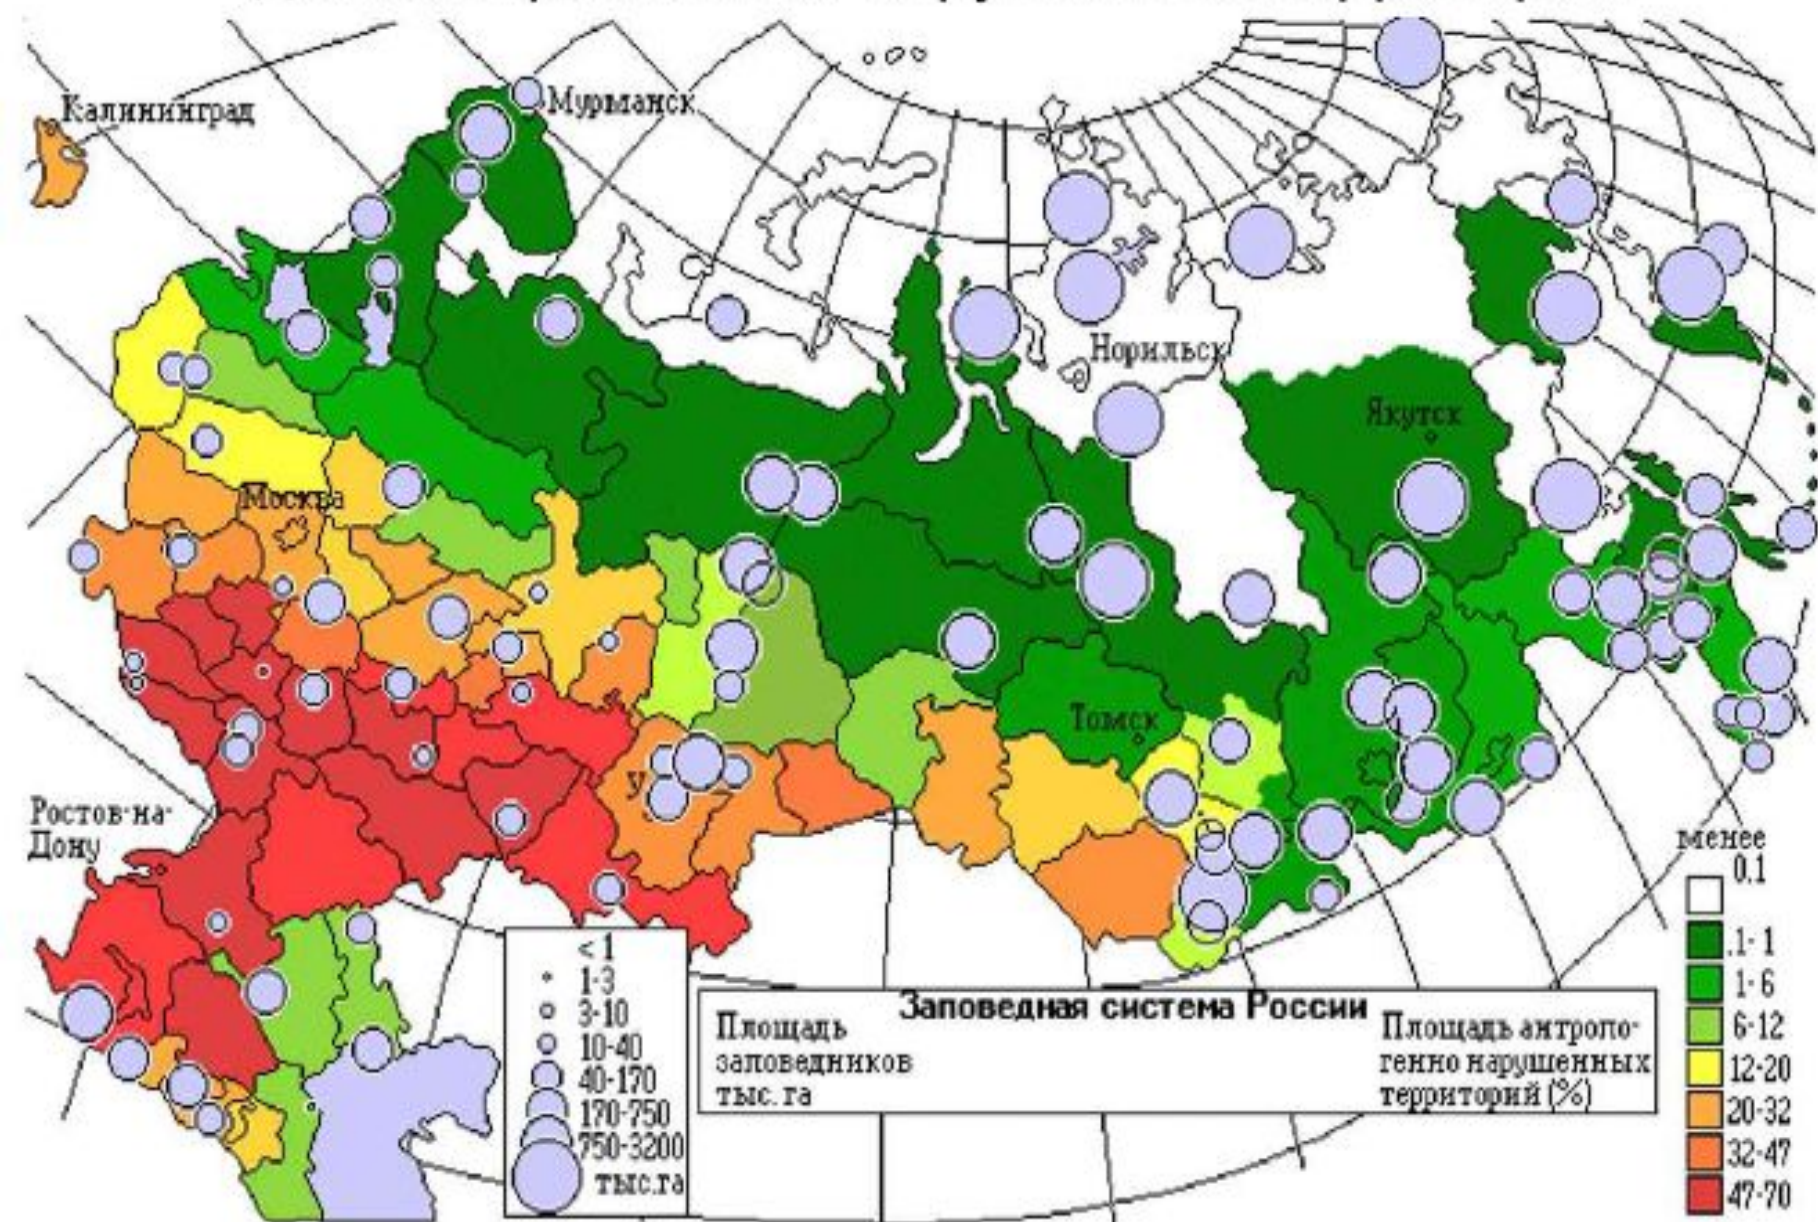 Калининград
Мурманск
Норильск
Якутск
Москва
Томск
У
Ростов-на-
Дону
< 1
1-3
3-10
10-40
40-170
170-750
750-3200
тыс.га
Заповедная система России
Площадь
заповедников
тыс. га
Площадь антропо-
генно нарушенных
территорий (%)
менее
0.1
.1-1
1-6
6-12
12-20
20-32
32-47
47-70